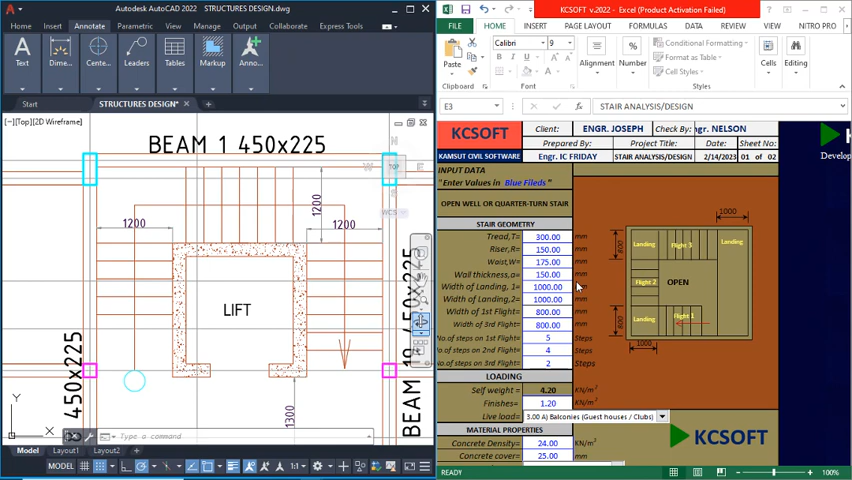 Autodesk AutoCAD 2022 STRUCTURES DESIGN.dwg
Home Insert Annotate Parametric View Manage Output Collaborate Express Tools
Text Dime... Cente... Leaders Tables Markup Anno...
Start STRUCTURES DESIGN*
[−][Top][2D Wireframe]
BEAM 1 450x225
N
W TOP
WCS
1200
1200
1200
LIFT
450x225
1300
Y
X
Type a command
Model Layout1 Layout2
MODEL 1:1
KCSOFT v.2022 - Excel (Product Activation Failed)
FILE HOME INSERT PAGE LAYOUT FORMULAS DATA REVIEW VIEW NITRO PRO
Paste
Calibri 9
B I U
Clipboard Font
Alignment Number
Conditional Formatting
Format as Table
Cell Styles
Styles
Cells Editing
E3 STAIR ANALYSIS/DESIGN
KCSOFT Client: ENGR. JOSEPH Check By: ngr. NELSON
Prepared By: Project Title: Date: Sheet No:
KAMSUT CIVIL SOFTWARE Engr. IC FRIDAY STAIR ANALYSIS/DESIGN 2/14/2023 01 of 02
INPUT DATA
"Enter Values in Blue Fileds "
OPEN WELL OR QUARTER-TURN STAIR
STAIR GEOMETRY
Tread,T= 300.00 mm
Riser,R= 150.00 mm
Waist,W= 175.00 mm
Wall thickness,a= 150.00 mm
Width of Landing, 1= 1000.00 mm
Width of Landing,2= 1000.00 mm
Width of 1st Flight= 800.00 mm
Width of 3rd Flight= 800.00 mm
No.of steps on 1st Flight= 5 Steps
No.of steps on 2nd Flight= 4 Steps
No.of steps on 3rd Flight= 2 Steps
LOADING
Self weight = 4.20 KN/m²
Finishes= 1.20 KN/m²
Live load= 3.00 A) Balconies (Guest houses / Clubs) KN/m²
MATERIAL PROPERTIES
Concrete Density= 24.00 KN/m³
Concrete cover= 25.00 mm
1000
800
Landing Flight 3 Landing
Flight 2 OPEN
Landing Flight 1
800
1000
KCSOFT
Develop
READY 100%